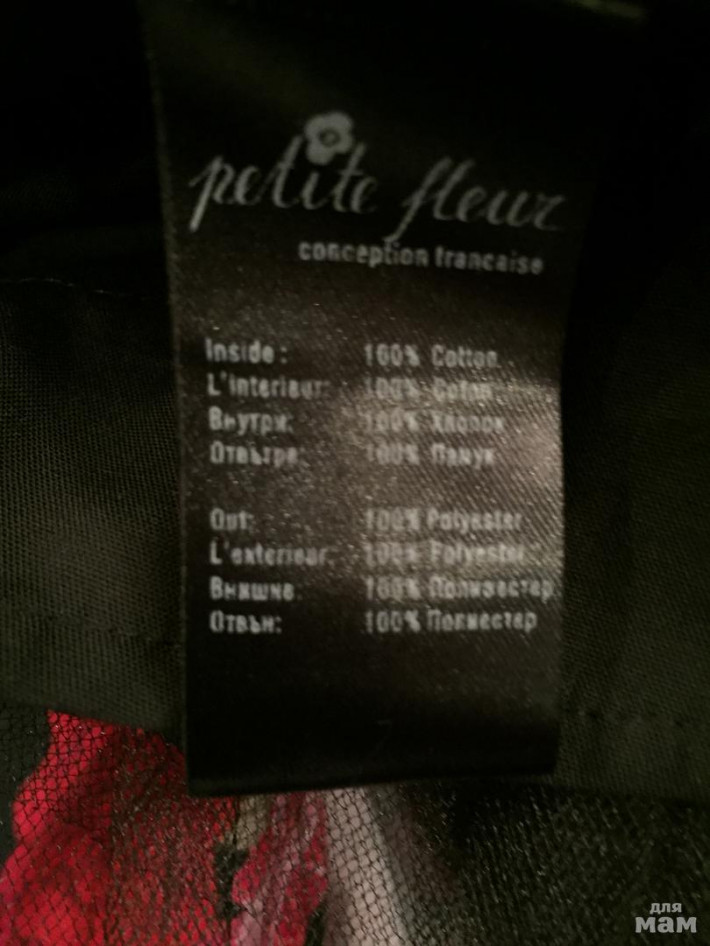 petite fleur
conception francaise
Inside: 100% Cotton
L'interieur: 100% Coton
Внутри: 100% Хлопок
Отвътре: 100% Памук
Out: 100% Polyester
L'exterieur: 100% Polyester
Внишне: 100% Полиэстер
Отвън: 100% Полиестер
для
мам